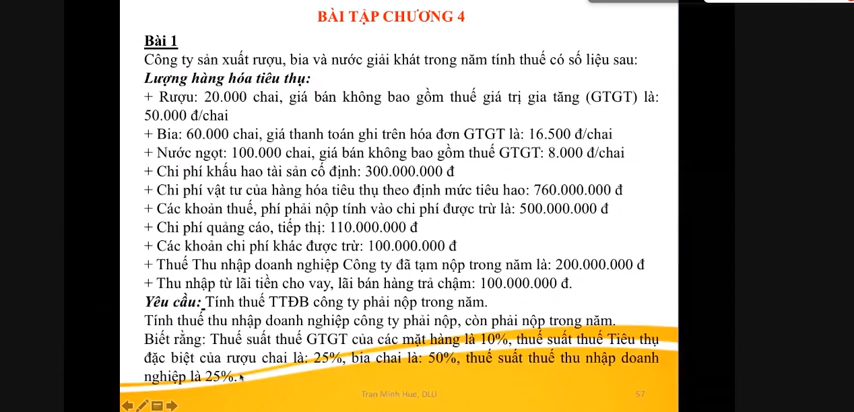 BÀI TẬP CHƯƠNG 4
Bài 1
Công ty sản xuất rượu, bia và nước giải khát trong năm tính thuế có số liệu sau:
Lượng hàng hóa tiêu thụ:
+ Rượu: 20.000 chai, giá bán không bao gồm thuế giá trị gia tăng (GTGT) là:
50.000 đ/chai
+ Bia: 60.000 chai, giá thanh toán ghi trên hóa đơn GTGT là: 16.500 đ/chai
+ Nước ngọt: 100.000 chai, giá bán không bao gồm thuế GTGT: 8.000 đ/chai
+ Chi phí khấu hao tài sản cố định: 300.000.000 đ
+ Chi phí vật tư của hàng hóa tiêu thụ theo định mức tiêu hao: 760.000.000 đ
+ Các khoản thuế, phí phải nộp tính vào chi phí được trừ là: 500.000.000 đ
+ Chi phí quảng cáo, tiếp thị: 110.000.000 đ
+ Các khoản chi phí khác được trừ: 100.000.000 đ
+ Thuế Thu nhập doanh nghiệp Công ty đã tạm nộp trong năm là: 200.000.000 đ
+ Thu nhập từ lãi tiền cho vay, lãi bán hàng trả chậm: 100.000.000 đ.
Yêu cầu: Tính thuế TTĐB công ty phải nộp trong năm.
Tính thuế thu nhập doanh nghiệp công ty phải nộp, còn phải nộp trong năm.
Biết rằng: Thuế suất thuế GTGT của các mặt hàng là 10%, thuế suất thuế Tiêu thụ
đặc biệt của rượu chai là: 25%, bia chai là: 50%, thuế suất thuế thu nhập doanh
nghiệp là 25%.
Tran Minh Hue, DLU
57